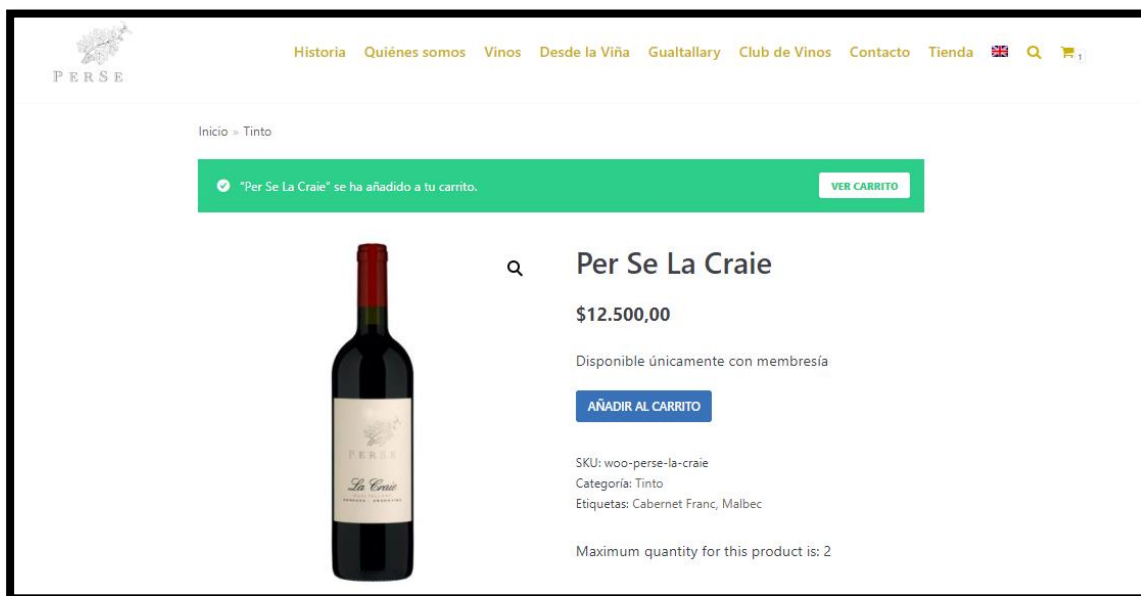 PERSE
Historia Quiénes somos Vinos Desde la Viña Gualtallary Club de Vinos Contacto Tienda 1
Inicio » Tinto
"Per Se La Craie" se ha añadido a tu carrito.
VER CARRITO
Per Se La Craie
$12.500,00
Disponible únicamente con membresía
AÑADIR AL CARRITO
PERSE
La Craie
SKU: woo-perse-la-craie
Categoría: Tinto
Etiquetas: Cabernet Franc, Malbec
Maximum quantity for this product is: 2